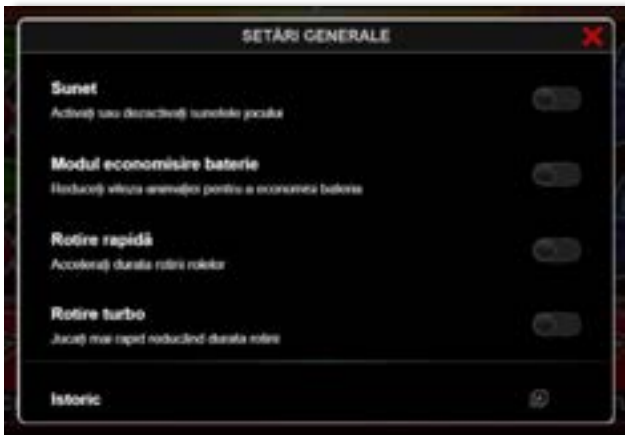 SETĂRI GENERALE
Sunet
Activați sau dezactivați sunetele jocului
Modul economisire baterie
Reduceți viteza animației pentru a economisi bateria
Rotire rapidă
Accelerați durata rotirii rolelor
Rotire turbo
Jucați mai rapid reducând durata rotirii
Istoric